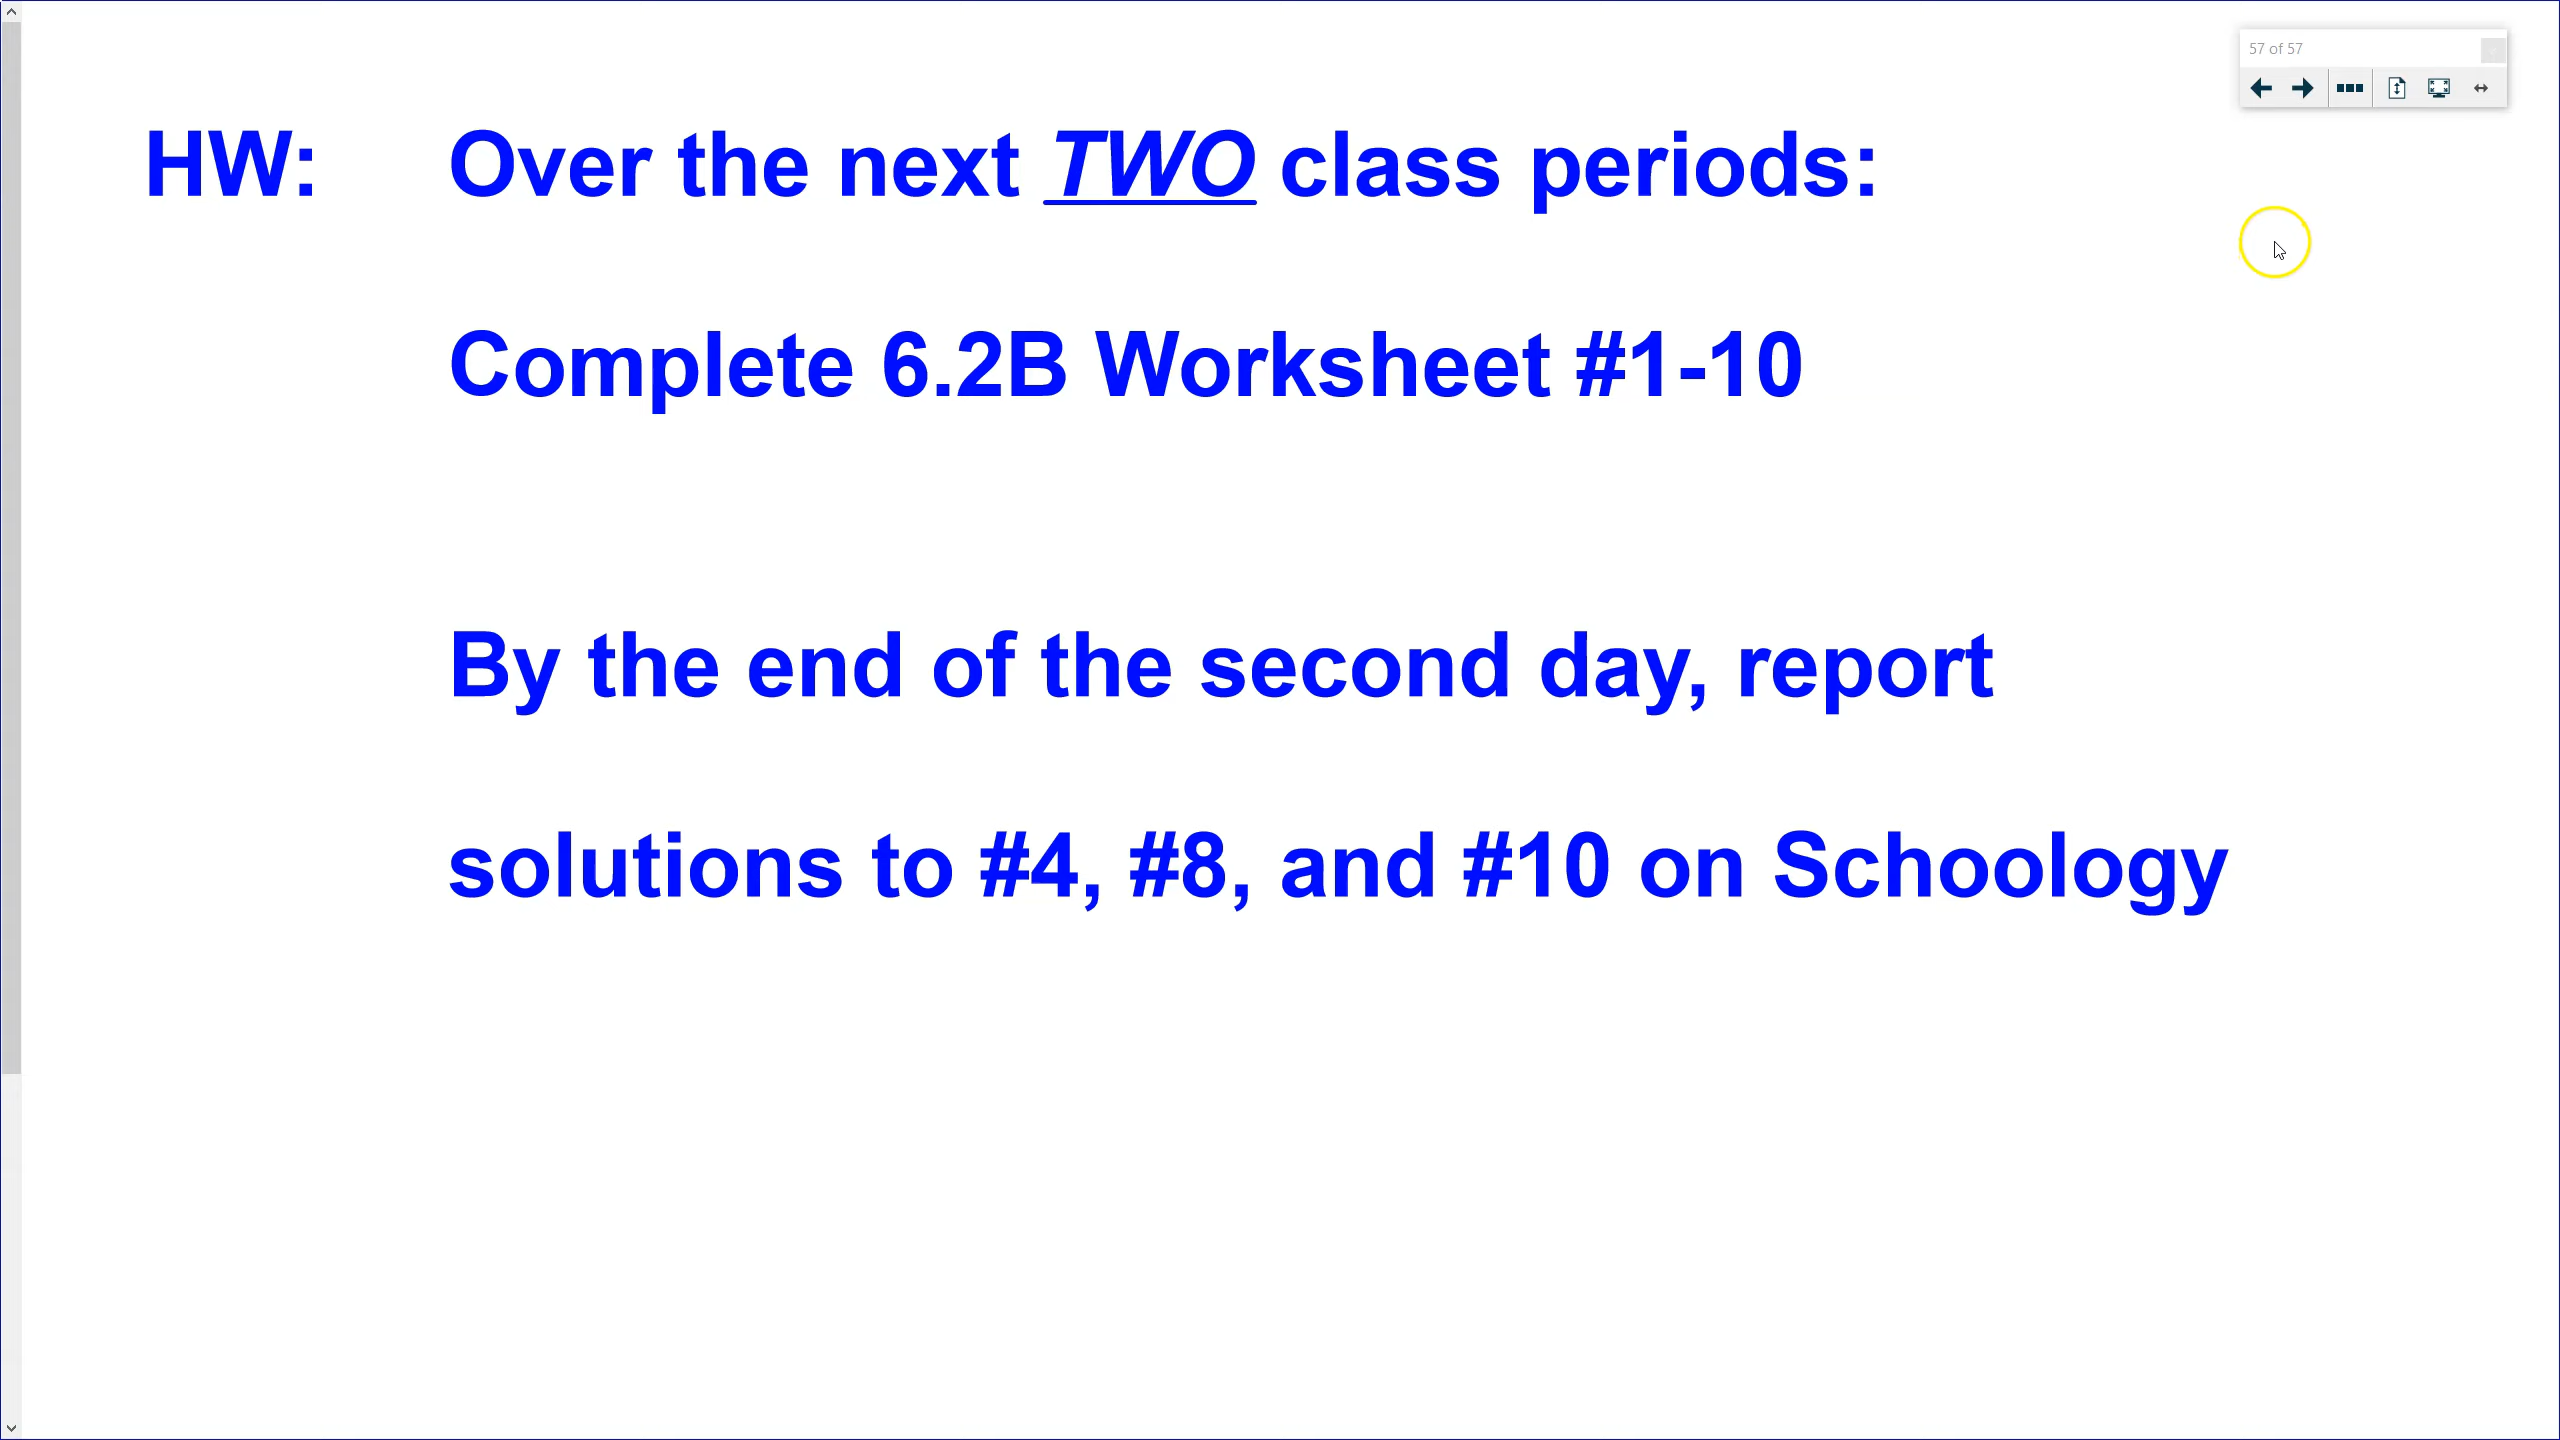 57 of 57
HW: Over the next TWO class periods:
Complete 6.2B Worksheet #1-10
By the end of the second day, report
solutions to #4, #8, and #10 on Schoology